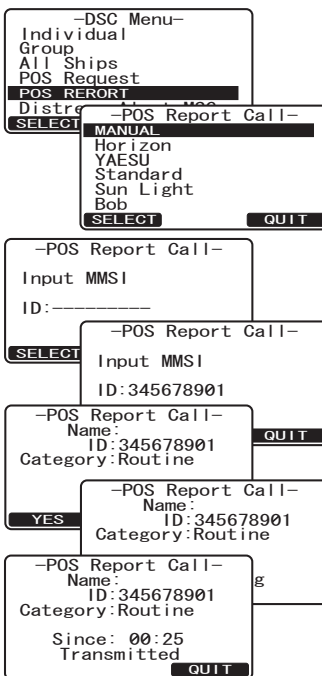 -DSC Menu-
Individual
Group
All Ships
POS Request
POS RERORT
SELECT
-POS Report Call-
MANUAL
Horizon
YAESU
Standard
Sun Light
Bob
SELECT QUIT
-POS Report Call-
Input MMSI
ID:---------
SELECT
-POS Report Call-
Input MMSI
ID:345678901
QUIT
-POS Report Call-
Name:
ID:345678901
Category:Routine
YES
-POS Report Call-
Name:
ID:345678901
Category:Routine
g
-POS Report Call-
Name:
ID:345678901
Category:Routine
Since: 00:25
Transmitted
QUIT